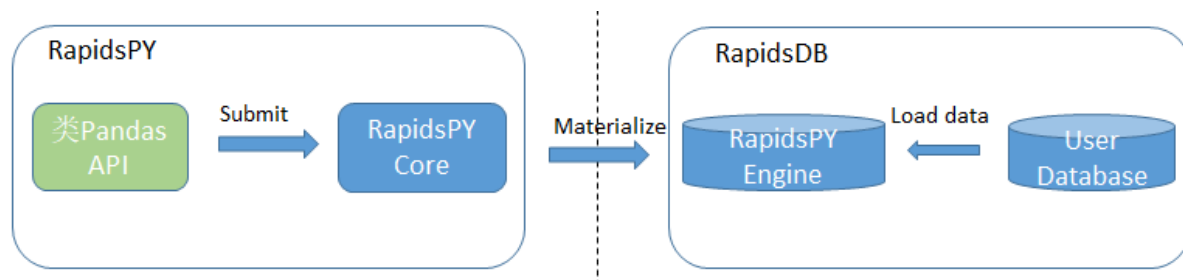 RapidsPY
类Pandas
API
Submit
RapidsPY
Core
Materialize
RapidsDB
RapidsPY
Engine
Load data
User
Database